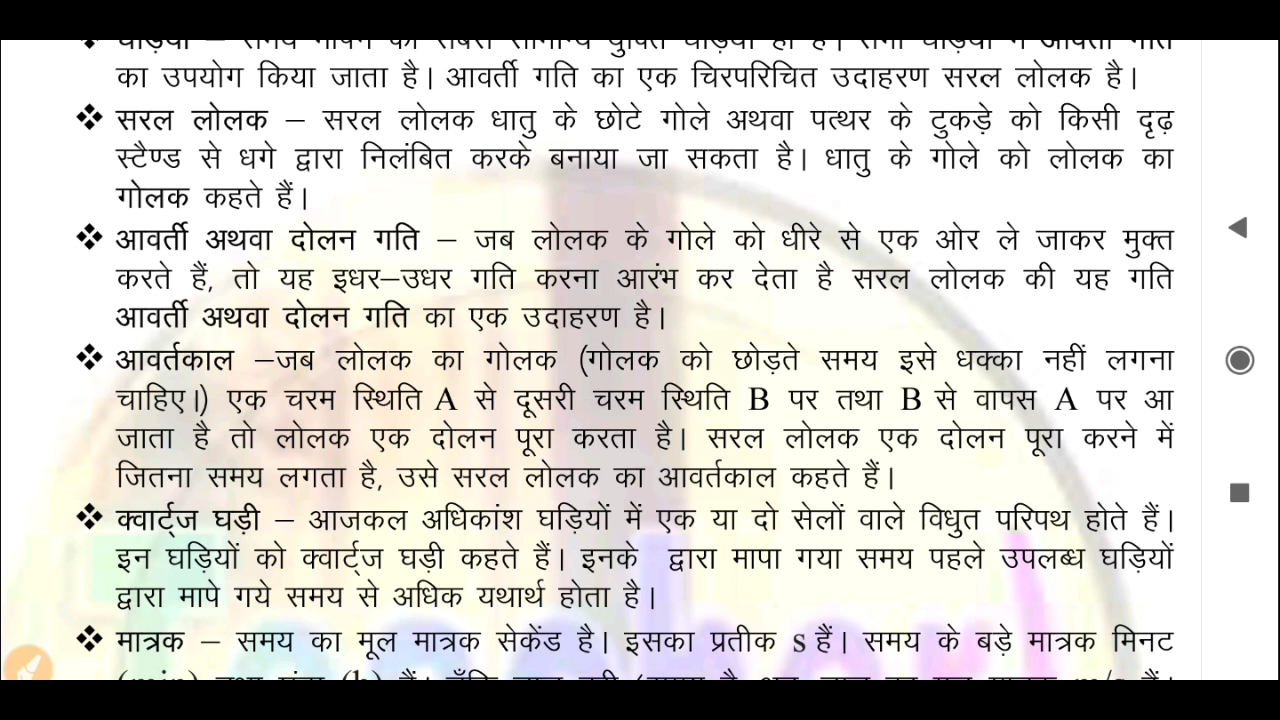 का उपयोग किया जाता है। आवर्ती गति का एक चिरपरिचित उदाहरण सरल लोलक है।
❖ सरल लोलक – सरल लोलक धातु के छोटे गोले अथवा पत्थर के टुकड़े को किसी दृढ़
स्टैण्ड से धगे द्वारा निलंबित करके बनाया जा सकता है। धातु के गोले को लोलक का
गोलक कहते हैं।
❖ आवर्ती अथवा दोलन गति – जब लोलक के गोले को धीरे से एक ओर ले जाकर मुक्त
करते हैं, तो यह इधर–उधर गति करना आरंभ कर देता है सरल लोलक की यह गति
आवर्ती अथवा दोलन गति का एक उदाहरण है।
❖ आवर्तकाल –जब लोलक का गोलक (गोलक को छोड़ते समय इसे धक्का नहीं लगना
चाहिए।) एक चरम स्थिति A से दूसरी चरम स्थिति B पर तथा B से वापस A पर आ
जाता है तो लोलक एक दोलन पूरा करता है। सरल लोलक एक दोलन पूरा करने में
जितना समय लगता है, उसे सरल लोलक का आवर्तकाल कहते हैं।
❖ क्वार्ट्ज घड़ी – आजकल अधिकांश घड़ियों में एक या दो सेलों वाले विधुत परिपथ होते हैं।
इन घड़ियों को क्वार्ट्ज घड़ी कहते हैं। इनके द्वारा मापा गया समय पहले उपलब्ध घड़ियों
द्वारा मापे गये समय से अधिक यथार्थ होता है।
❖ मात्रक – समय का मूल मात्रक सेकेंड है। इसका प्रतीक s हैं। समय के बड़े मात्रक मिनट